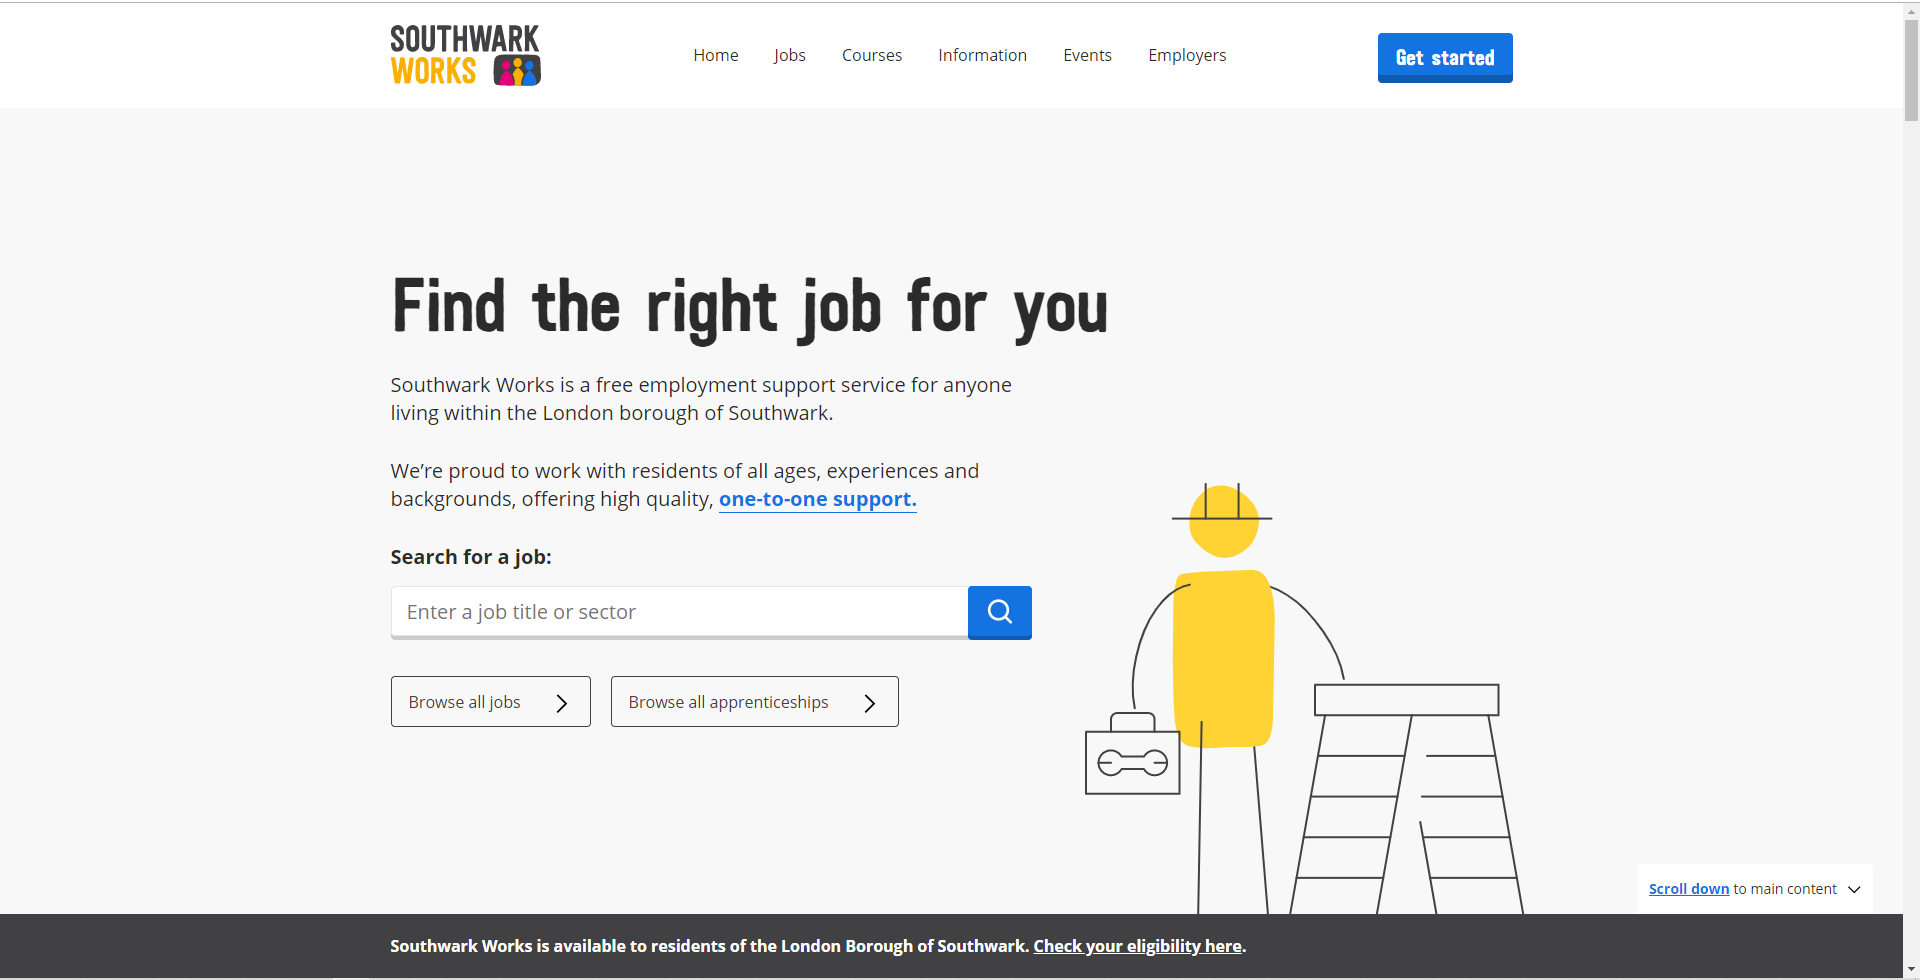 SOUTHWARK
WORKS
Home
Jobs
Courses
Information
Events
Employers
Get started
Find the right job for you
Southwark Works is a free employment support service for anyone
living within the London borough of Southwark.
We’re proud to work with residents of all ages, experiences and
backgrounds, offering high quality, one-to-one support.
Search for a job:
Enter a job title or sector
Browse all jobs
Browse all apprenticeships
Scroll down to main content
Southwark Works is available to residents of the London Borough of Southwark. Check your eligibility here.